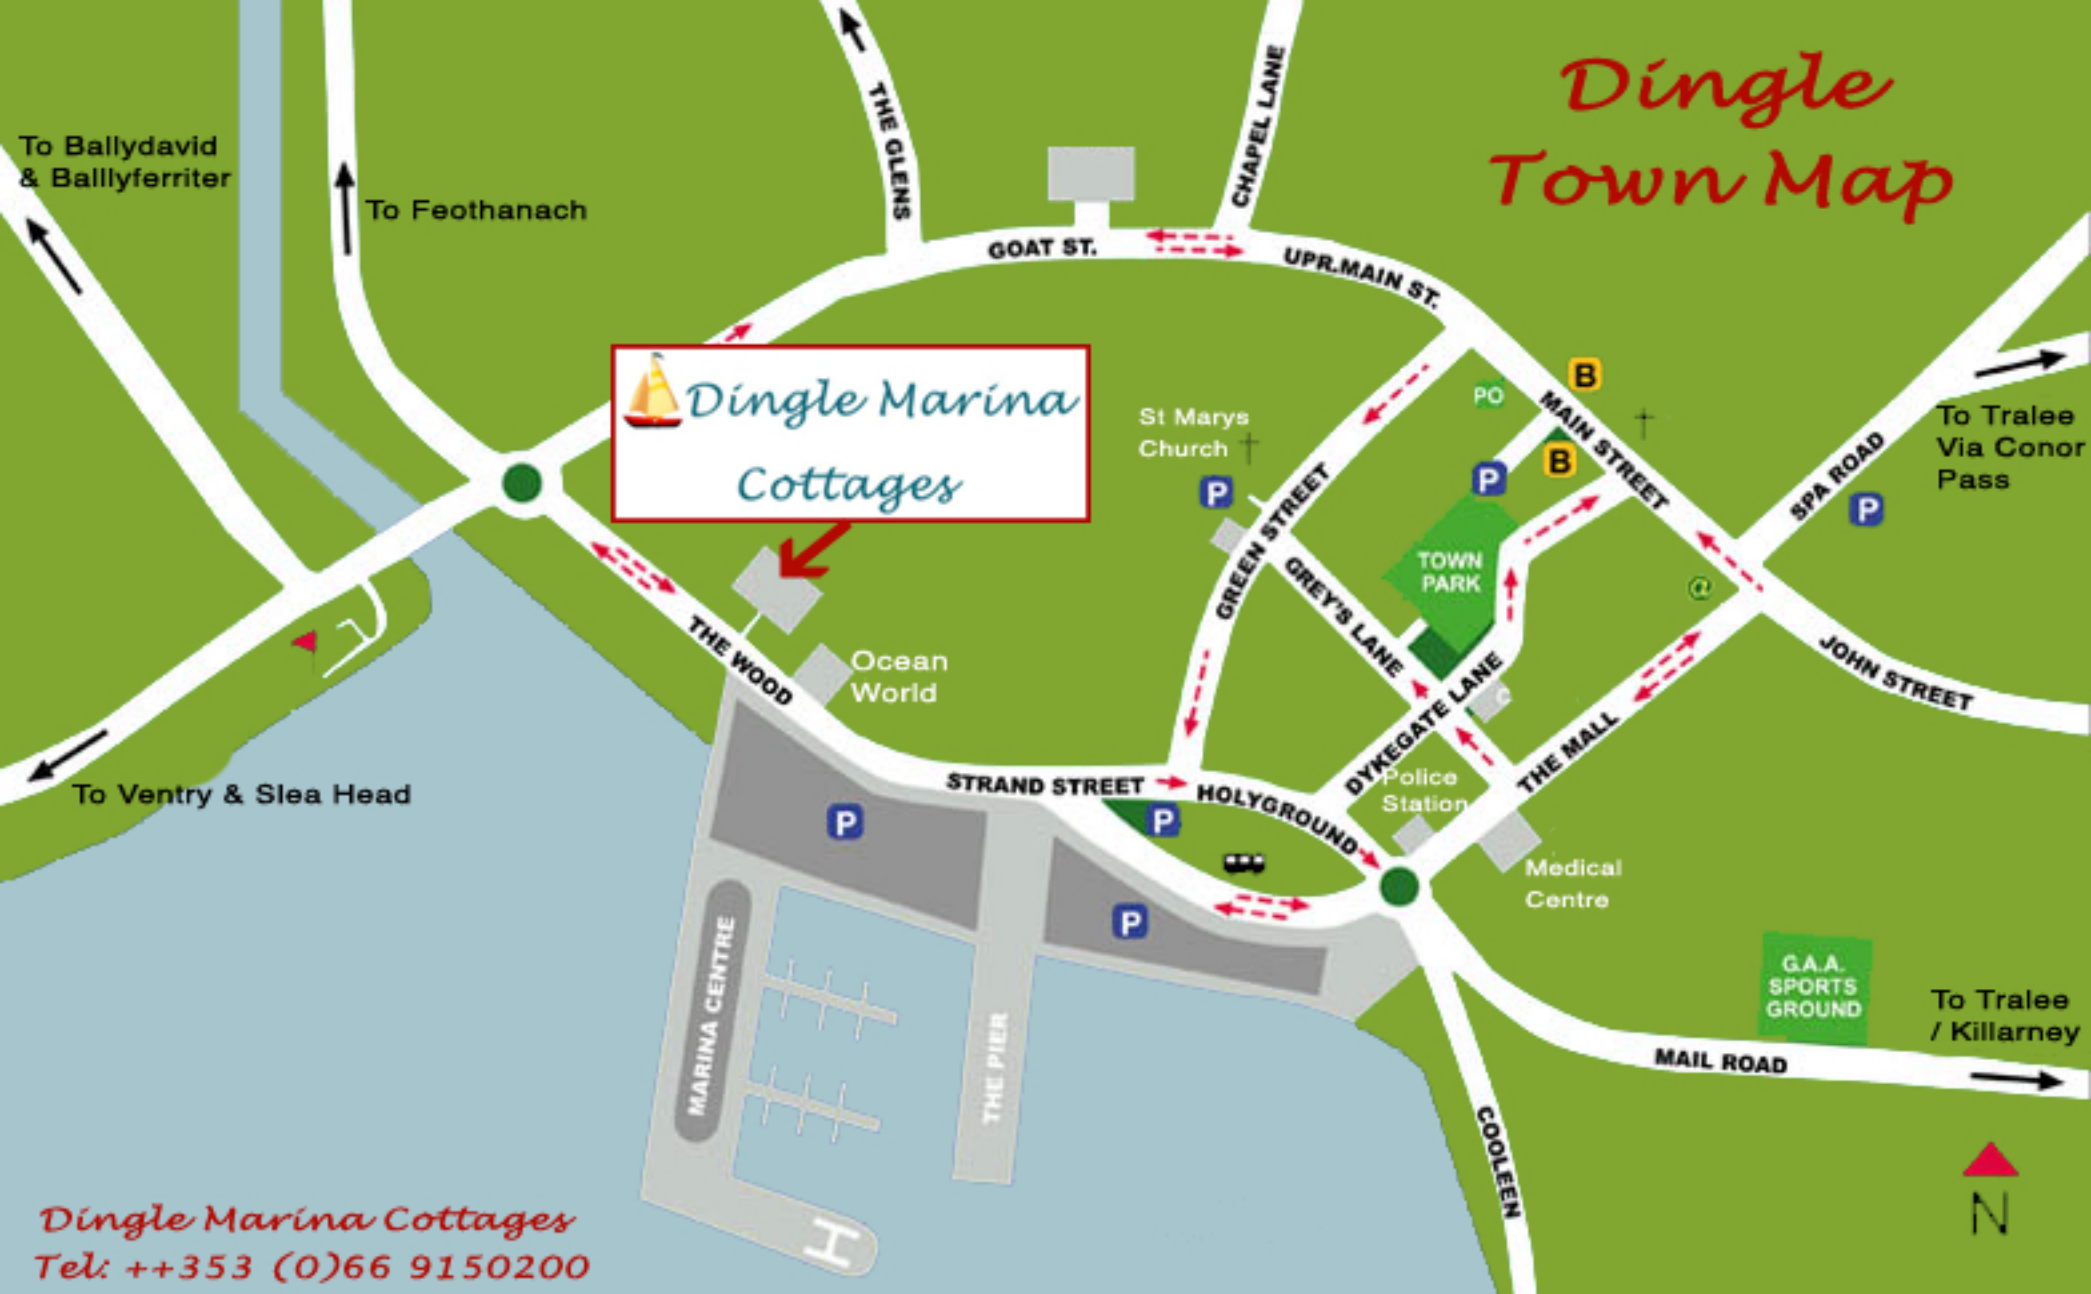 Dingle
Town Map
To Ballydavid
& Balllyferriter
To Feothanach
THE GLENS
CHAPEL LANE
GOAT ST.
UPR.MAIN ST.
Dingle Marina
Cottages
St Marys
Church
P
PO
B
MAIN STREET
B
P
SPA ROAD
P
To Tralee
Via Conor
Pass
GREEN STREET
GREY'S LANE
TOWN
PARK
@
JOHN STREET
THE WOOD
Ocean
World
DYKEGATE LANE
C
THE MALL
Police
Station
STRAND STREET
HOLYGROUND
P
P
P
Medical
Centre
To Ventry & Slea Head
MARINA CENTRE
THE PIER
H
G.A.A.
SPORTS
GROUND
To Tralee
/ Killarney
MAIL ROAD
COOLEEN
N
Dingle Marina Cottages
Tel: ++353 (0)66 9150200